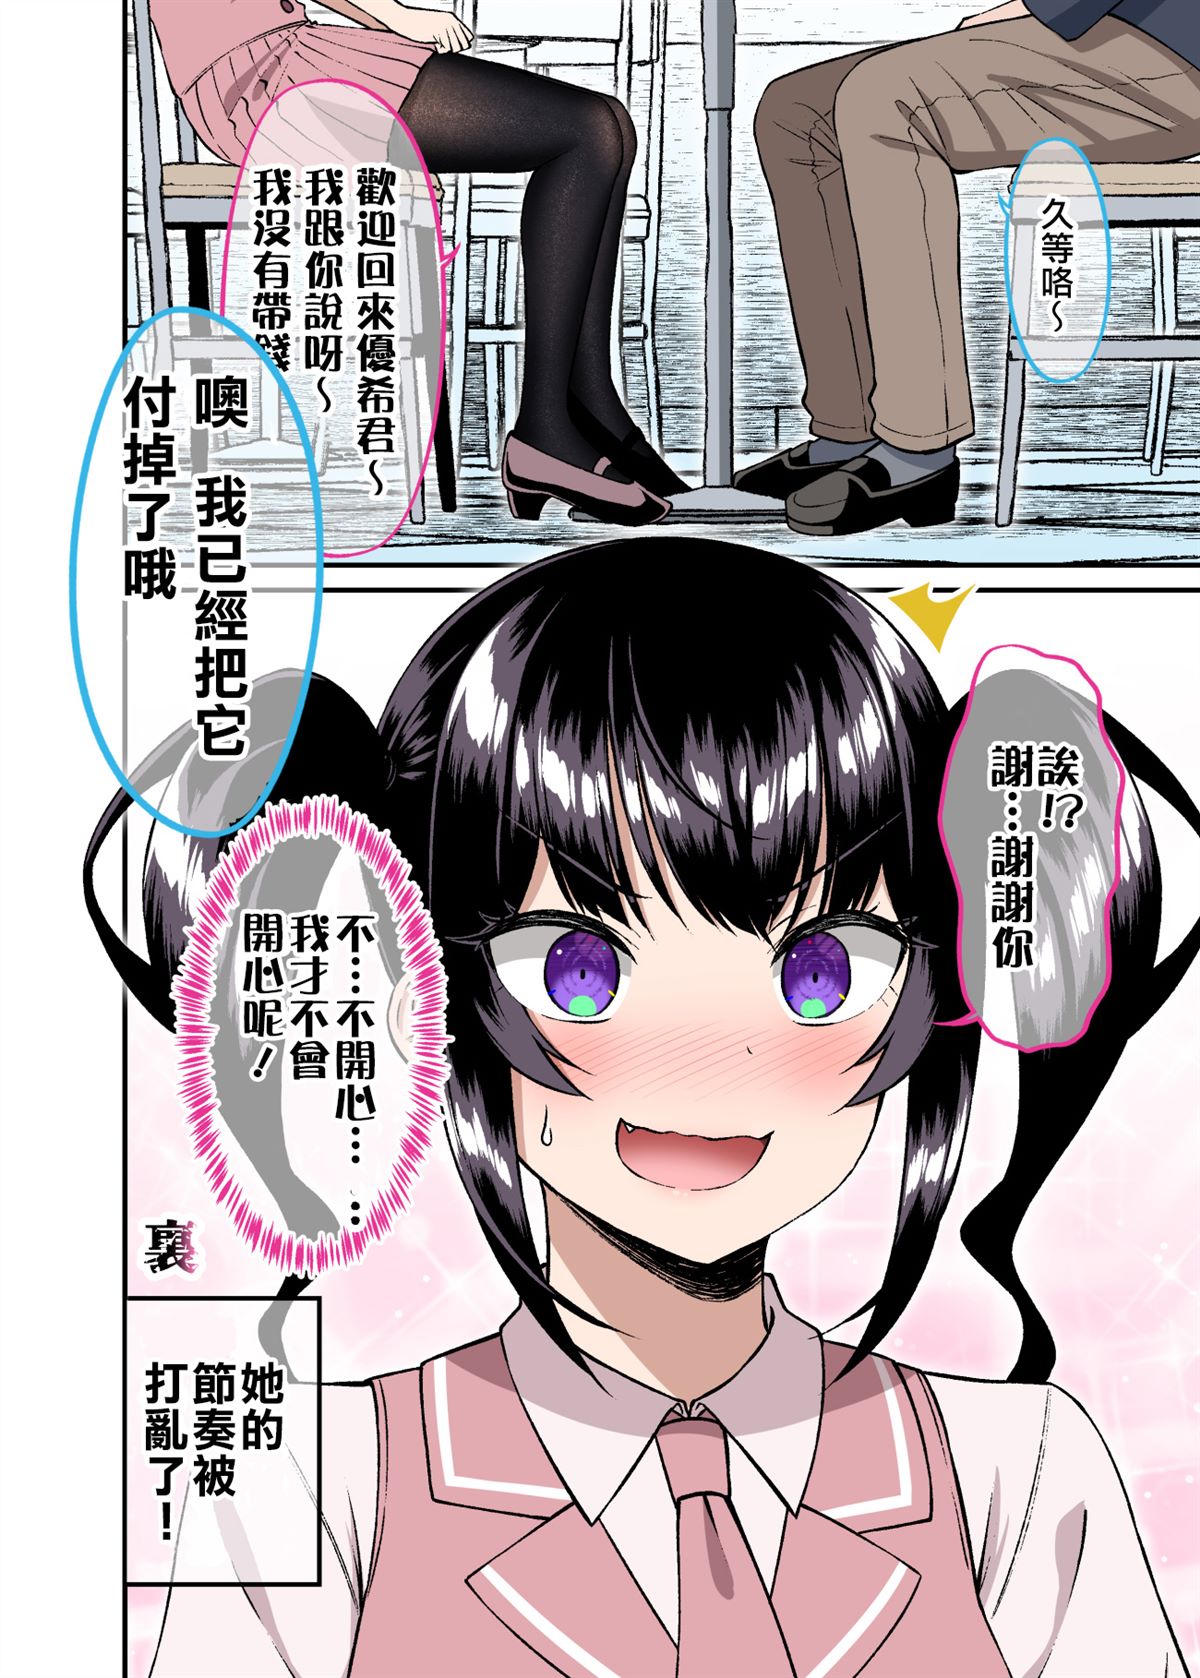 久等咯～
歡迎回來優希君～
我跟你說呀～
我沒有帶錢
噢 我已經把它
付掉了哦
誒!?
謝…謝謝你
不…不開心……
我才不會
開心呢！
裏
她的
節奏被
打亂了！